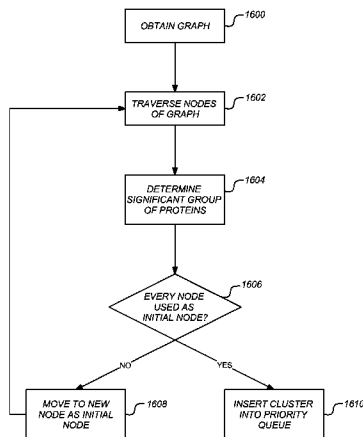 OBTAIN GRAPH
1600
TRAVERSE NODES
OF GRAPH
1602
DETERMINE
SIGNIFICANT GROUP
OF PROTEINS
1604
EVERY NODE
USED AS
INITIAL NODE?
1606
NO
YES
MOVE TO NEW
NODE AS INITIAL
NODE
1608
INSERT CLUSTER
INTO PRIORITY
QUEUE
1610